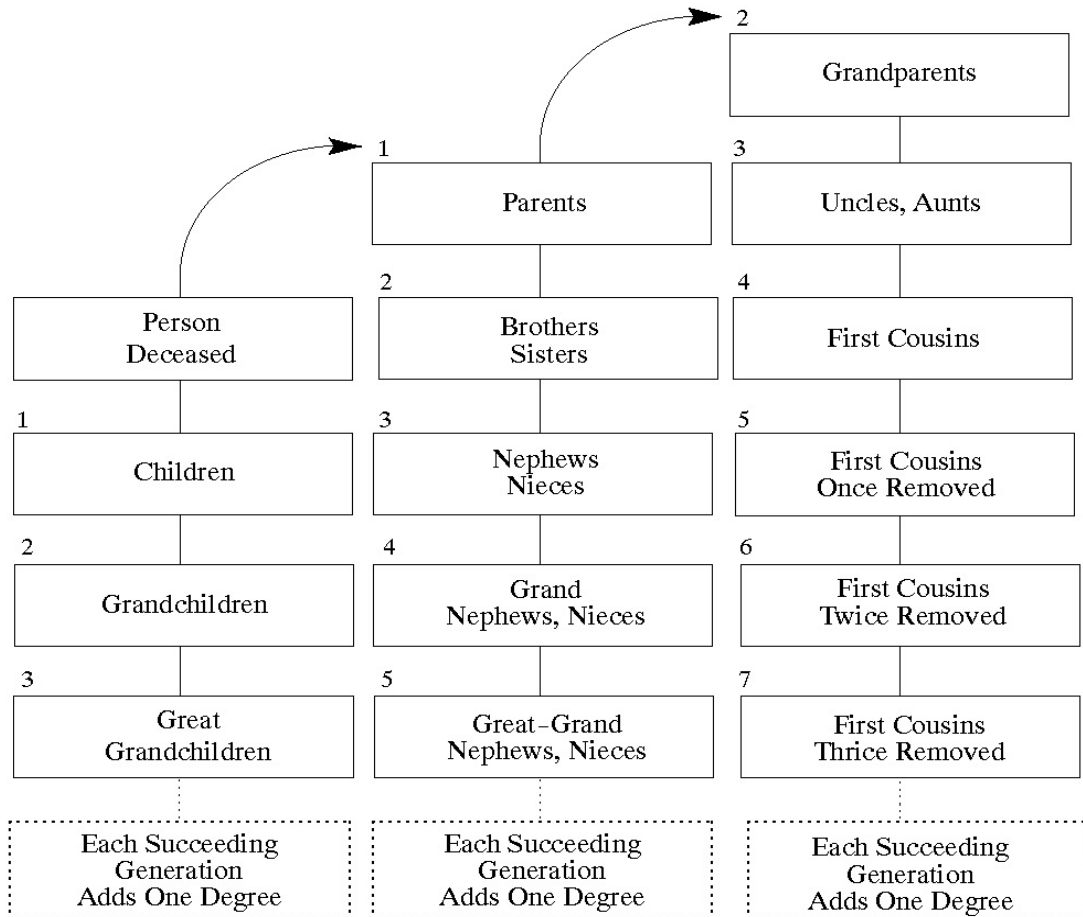 2
Grandparents
1
Parents
3
Uncles, Aunts
Person
Deceased
2
Brothers
Sisters
4
First Cousins
1
Children
3
Nephews
Nieces
5
First Cousins
Once Removed
2
Grandchildren
4
Grand
Nephews, Nieces
6
First Cousins
Twice Removed
3
Great
Grandchildren
5
Great-Grand
Nephews, Nieces
7
First Cousins
Thrice Removed
Each Succeeding
Generation
Adds One Degree
Each Succeeding
Generation
Adds One Degree
Each Succeeding
Generation
Adds One Degree